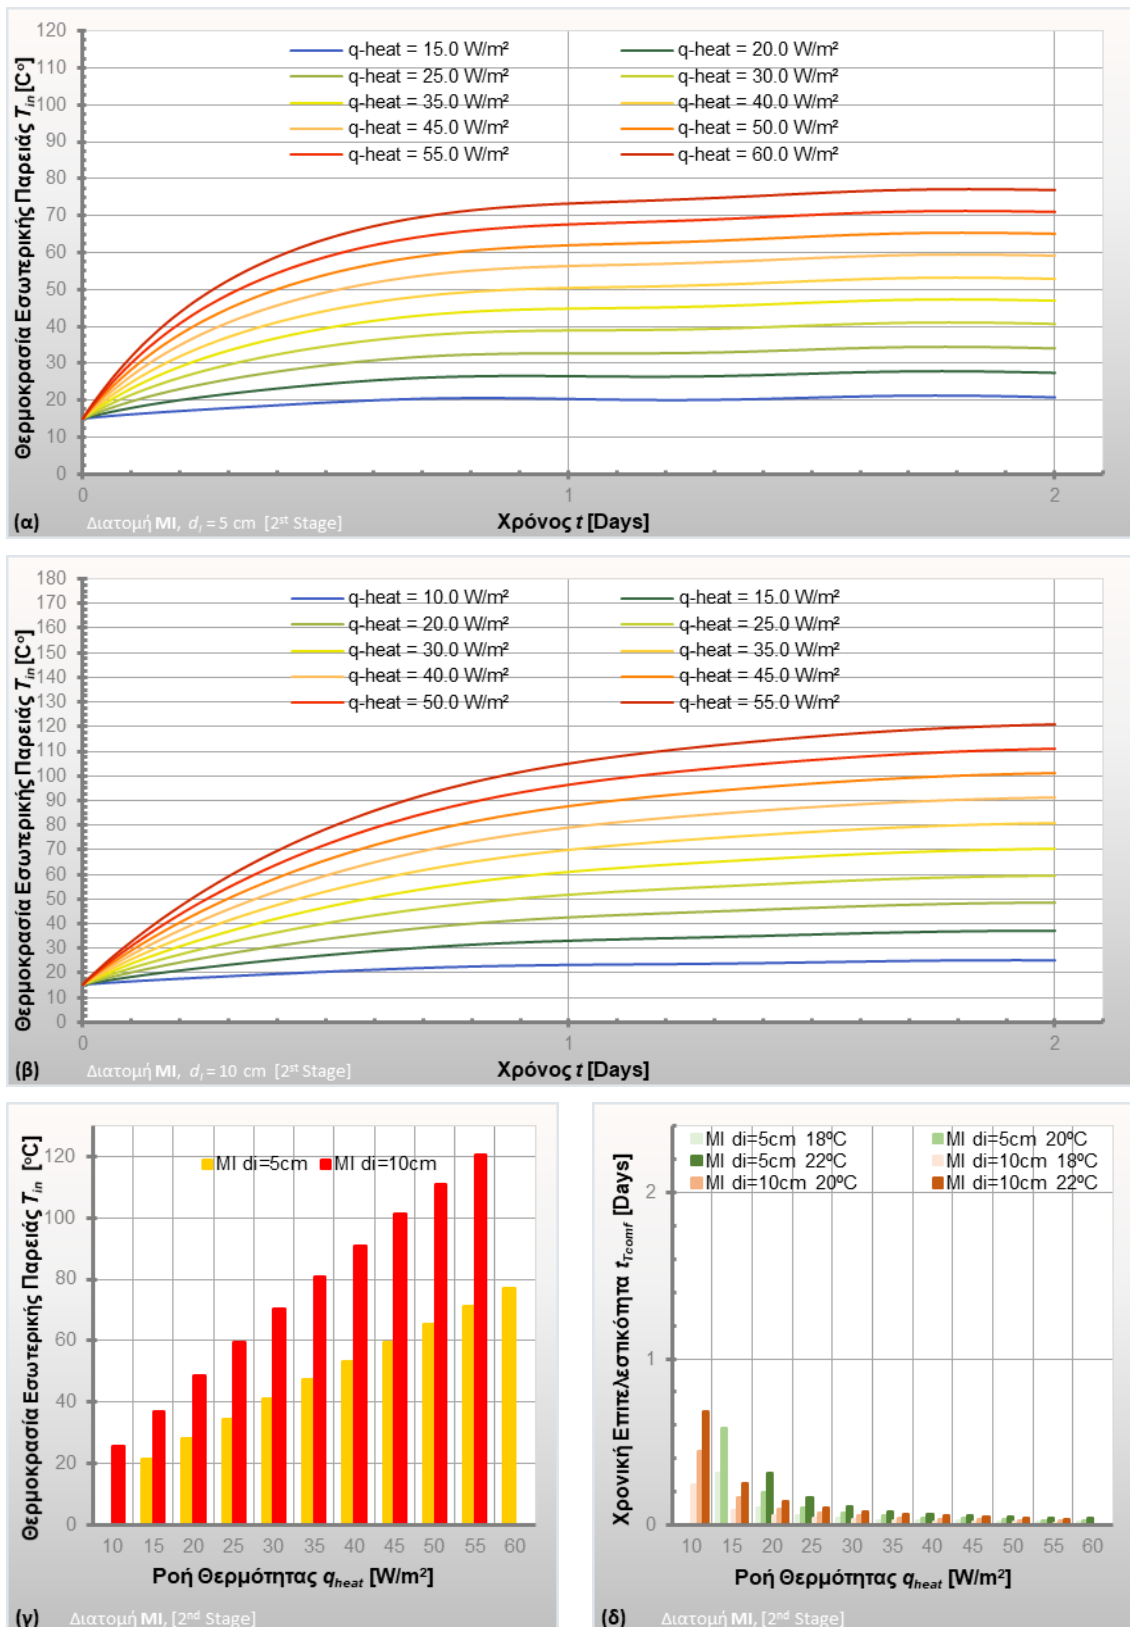 120
110
100
90
80
70
60
50
40
30
20
10
0
Θερμοκρασία Εσωτερικής Παρειάς Tin [Cº]
q-heat = 15.0 W/m² q-heat = 20.0 W/m²
q-heat = 25.0 W/m² q-heat = 30.0 W/m²
q-heat = 35.0 W/m² q-heat = 40.0 W/m²
q-heat = 45.0 W/m² q-heat = 50.0 W/m²
q-heat = 55.0 W/m² q-heat = 60.0 W/m²
0 1 2
(α) Διατομή MI, dI = 5 cm [2st Stage] Χρόνος t [Days]
180
170
160
150
140
130
120
110
100
90
80
70
60
50
40
30
20
10
0
Θερμοκρασία Εσωτερικής Παρειάς Tin [Cº]
q-heat = 10.0 W/m² q-heat = 15.0 W/m²
q-heat = 20.0 W/m² q-heat = 25.0 W/m²
q-heat = 30.0 W/m² q-heat = 35.0 W/m²
q-heat = 40.0 W/m² q-heat = 45.0 W/m²
q-heat = 50.0 W/m² q-heat = 55.0 W/m²
0 1 2
(β) Διατομή MI, dI = 10 cm [2st Stage] Χρόνος t [Days]
Θερμοκρασία Εσωτερικής Παρειάς Tin [ºC]
120
100
80
60
40
20
0
MI di=5cm MI di=10cm
10 15 20 25 30 35 40 45 50 55 60
Ροή Θερμότητας qheat [W/m²]
(γ) Διατομή MI, [2nd Stage]
Χρονική Επιτελεστικότητα tTcomf [Days]
2
1
0
MI di=5cm 18ºC MI di=5cm 20ºC
MI di=5cm 22ºC MI di=10cm 18ºC
MI di=10cm 20ºC MI di=10cm 22ºC
10 15 20 25 30 35 40 45 50 55 60
Ροή Θερμότητας qheat [W/m²]
(δ) Διατομή MI, [2nd Stage]